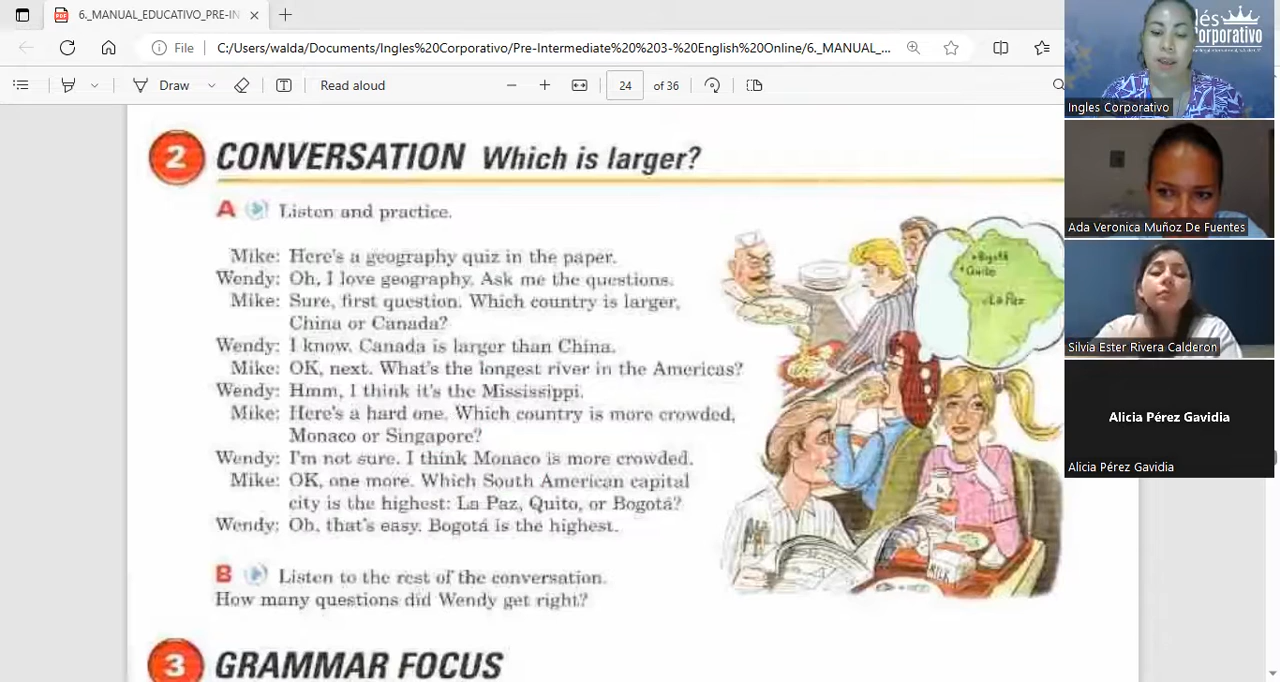 6._MANUAL_EDUCATIVO_PRE-IN
File
C:/Users/walda/Documents/Ingles%20Corporativo/Pre-Intermediate%20%203-%20English%20Online/6._MANUAL_...
Draw
Read aloud
24 of 36
2 CONVERSATION Which is larger?
A Listen and practice.
Mike: Here's a geography quiz in the paper.
Wendy: Oh, I love geography. Ask me the questions.
Mike: Sure, first question. Which country is larger,
China or Canada?
Wendy: I know. Canada is larger than China.
Mike: OK, next. What's the longest river in the Americas?
Wendy: Hmm, I think it's the Mississippi.
Mike: Here's a hard one. Which country is more crowded,
Monaco or Singapore?
Wendy: I'm not sure. I think Monaco is more crowded.
Mike: OK, one more. Which South American capital
city is the highest: La Paz, Quito, or Bogotá?
Wendy: Oh, that's easy. Bogotá is the highest.
Bogotá
Quito
La Paz
MILK
B Listen to the rest of the conversation.
How many questions did Wendy get right?
3 GRAMMAR FOCUS
lés
Corporativo
Ingles Corporativo
Ada Veronica Muñoz De Fuentes
Silvia Ester Rivera Calderon
Alicia Pérez Gavidia
Alicia Pérez Gavidia